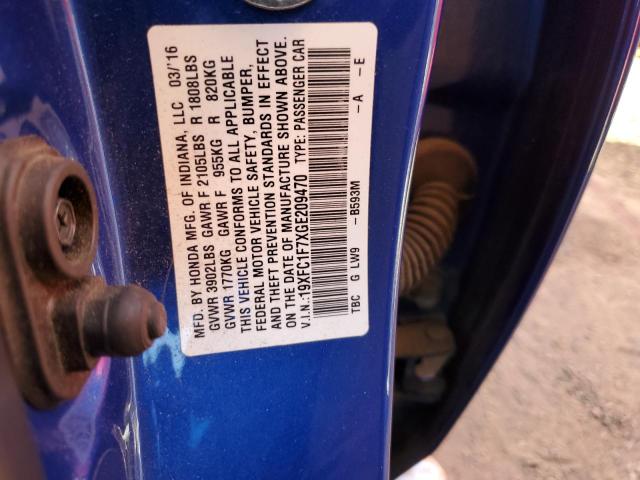 MFD. BY HONDA MFG. OF INDIANA, LLC 03/'16
GVWR 3902LBS GAWR F 2105LBS R 1808LBS
GVWR 1770KG GAWR F 955KG R 820KG
THIS VEHICLE CONFORMS TO ALL APPLICABLE
FEDERAL MOTOR VEHICLE SAFETY, BUMPER,
AND THEFT PREVENTION STANDARDS IN EFFECT
ON THE DATE OF MANUFACTURE SHOWN ABOVE.
V.I.N.:19XFC1F7XGE209470 TYPE: PASSENGER CAR
TBC G LW9 -B593M -A -E